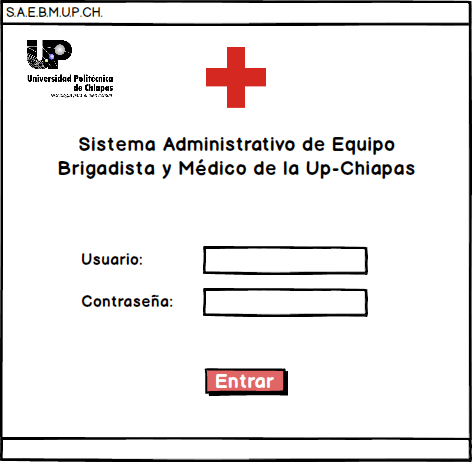 S.A.E.B.M.U.P.CH.
UP
Universidad Politécnica
de Chiapas
Sistema Administrativo de Equipo
Brigadista y Médico de la Up-Chiapas
Usuario:
Contraseña:
Entrar